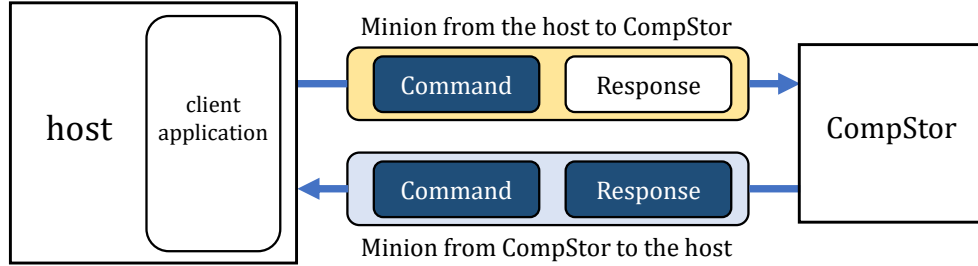 Minion from the host to CompStor
Command
Response
host
client
application
CompStor
Command
Response
Minion from CompStor to the host